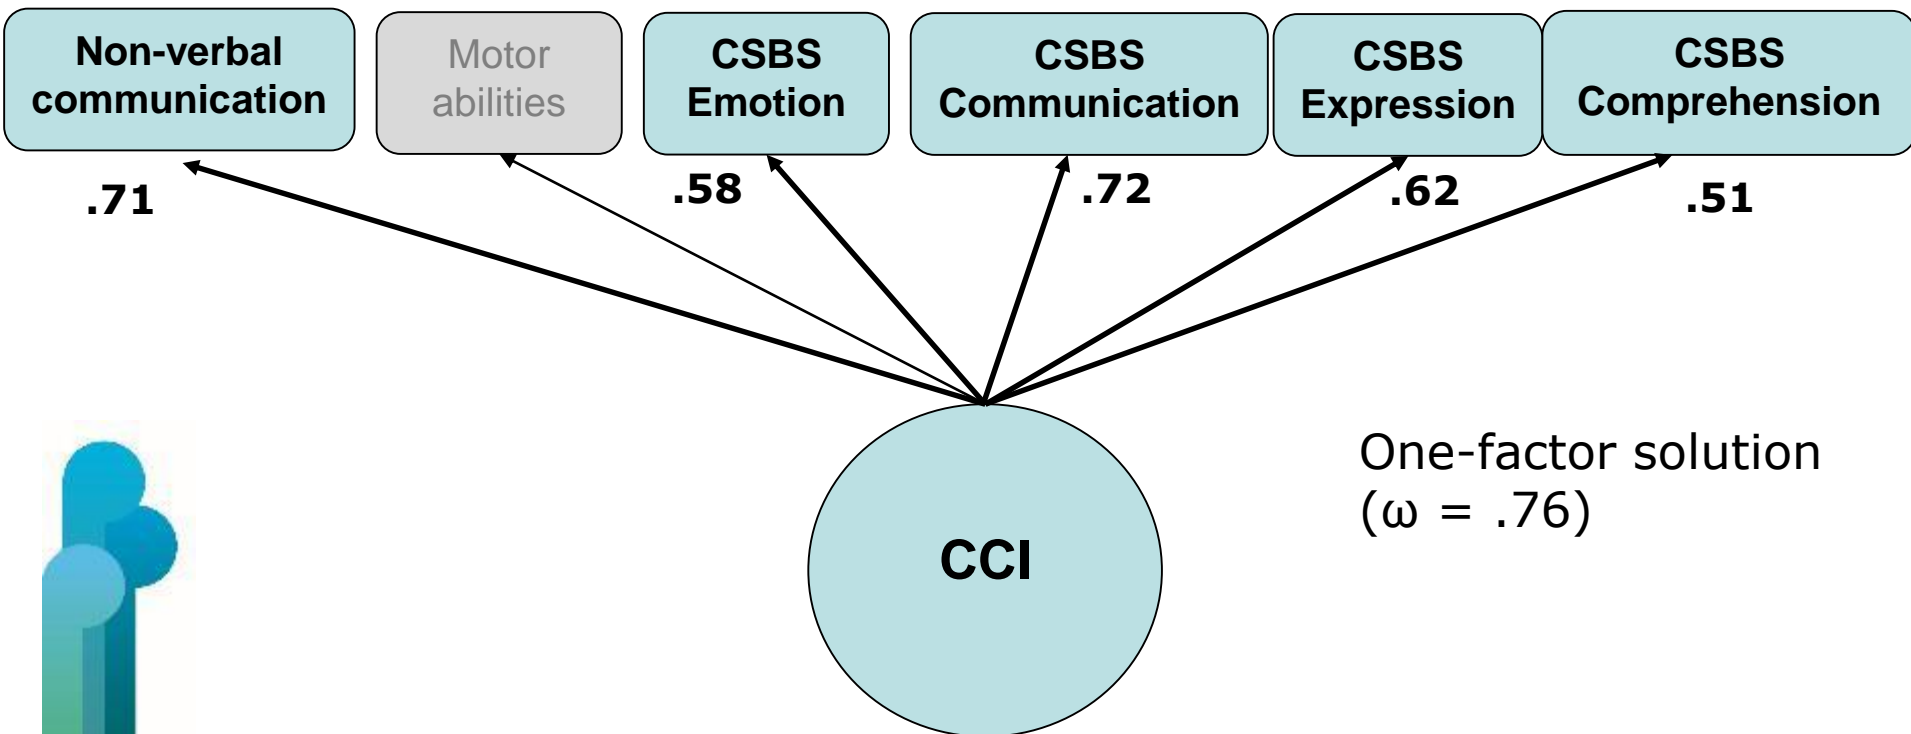 Non-verbal
communication
Motor
abilities
CSBS
Emotion
CSBS
Communication
CSBS
Expression
CSBS
Comprehension
.71
.58
.72
.62
.51
CCI
One-factor solution
(ω = .76)